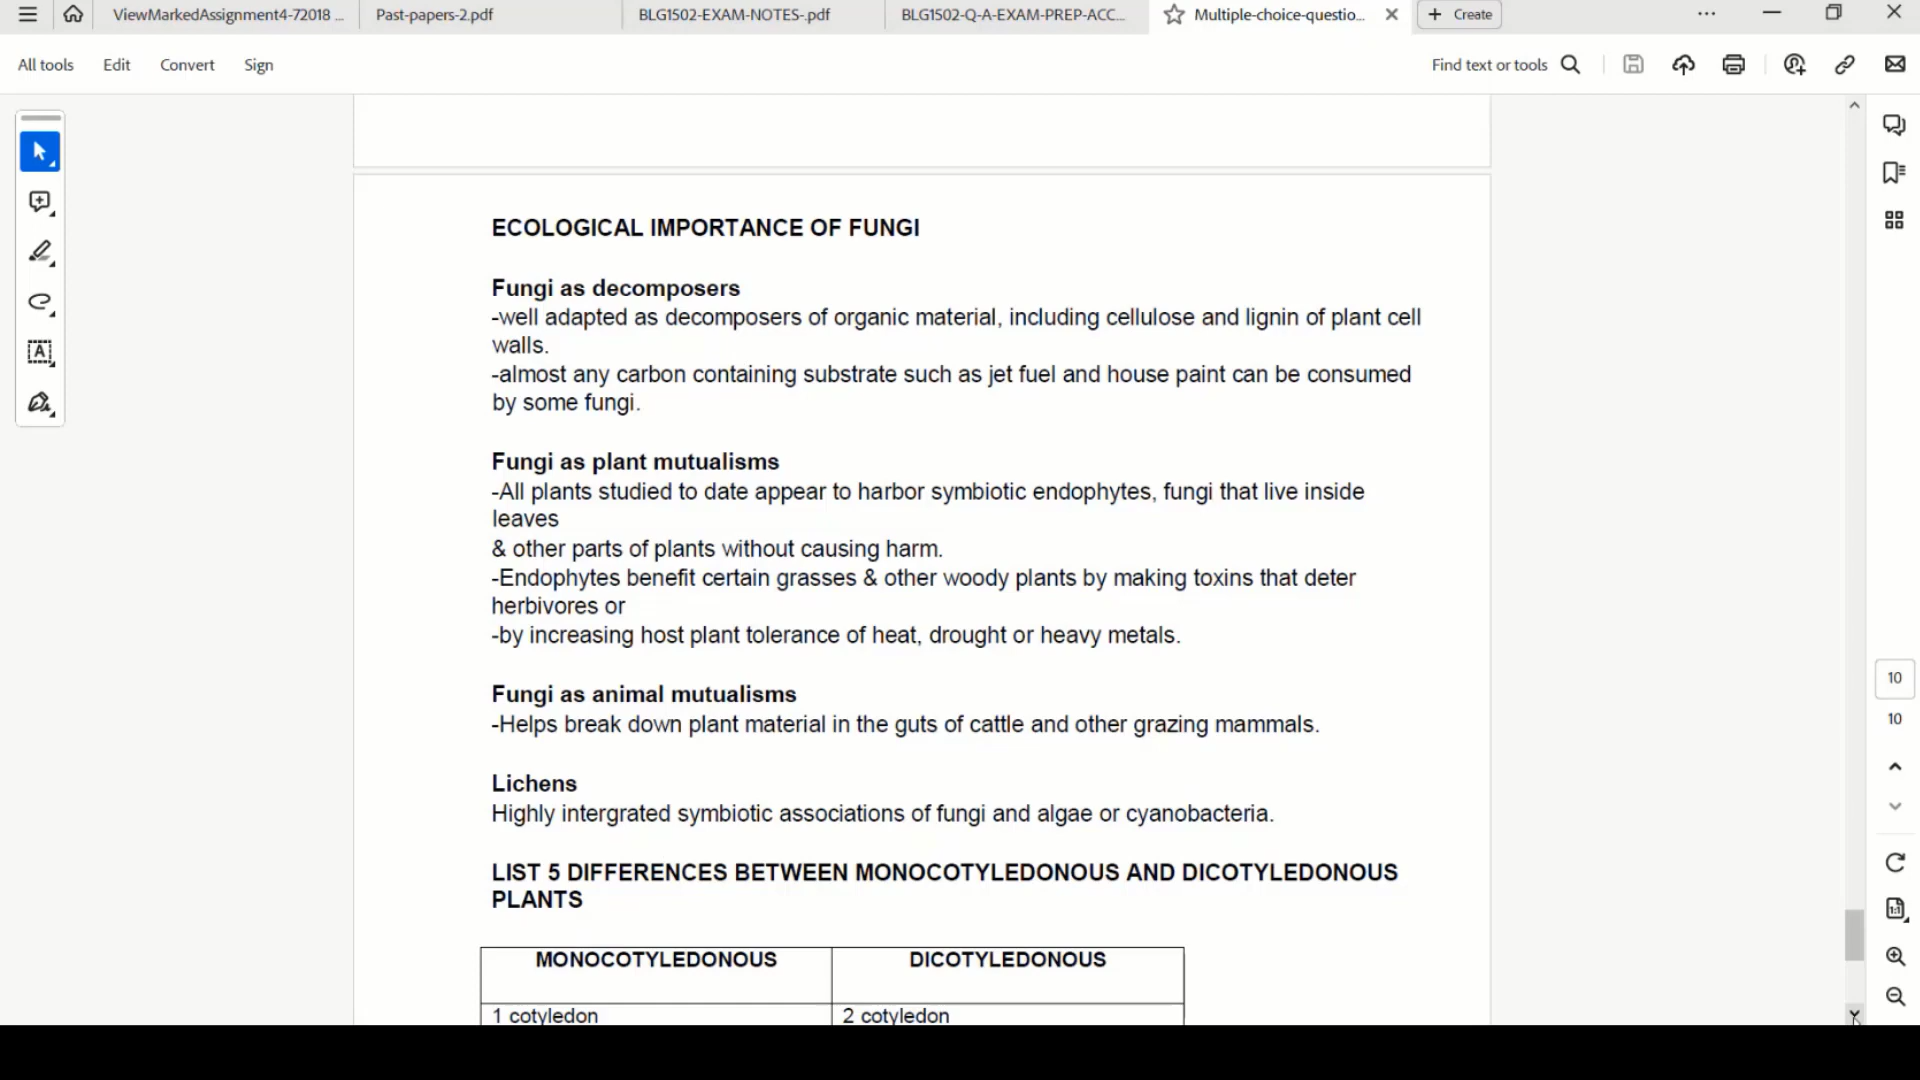 ViewMarkedAssignment4-72018 ...
Past-papers-2.pdf
BLG1502-EXAM-NOTES-.pdf
BLG1502-Q-A-EXAM-PREP-ACC...
Multiple-choice-questio...
Create
All tools
Edit
Convert
Sign
Find text or tools
ECOLOGICAL IMPORTANCE OF FUNGI
Fungi as decomposers
-well adapted as decomposers of organic material, including cellulose and lignin of plant cell
walls.
-almost any carbon containing substrate such as jet fuel and house paint can be consumed
by some fungi.
Fungi as plant mutualisms
-All plants studied to date appear to harbor symbiotic endophytes, fungi that live inside
leaves
& other parts of plants without causing harm.
-Endophytes benefit certain grasses & other woody plants by making toxins that deter
herbivores or
-by increasing host plant tolerance of heat, drought or heavy metals.
Fungi as animal mutualisms
-Helps break down plant material in the guts of cattle and other grazing mammals.
Lichens
Highly intergrated symbiotic associations of fungi and algae or cyanobacteria.
LIST 5 DIFFERENCES BETWEEN MONOCOTYLEDONOUS AND DICOTYLEDONOUS
PLANTS
MONOCOTYLEDONOUS
DICOTYLEDONOUS
1 cotyledon
2 cotyledon
10
10